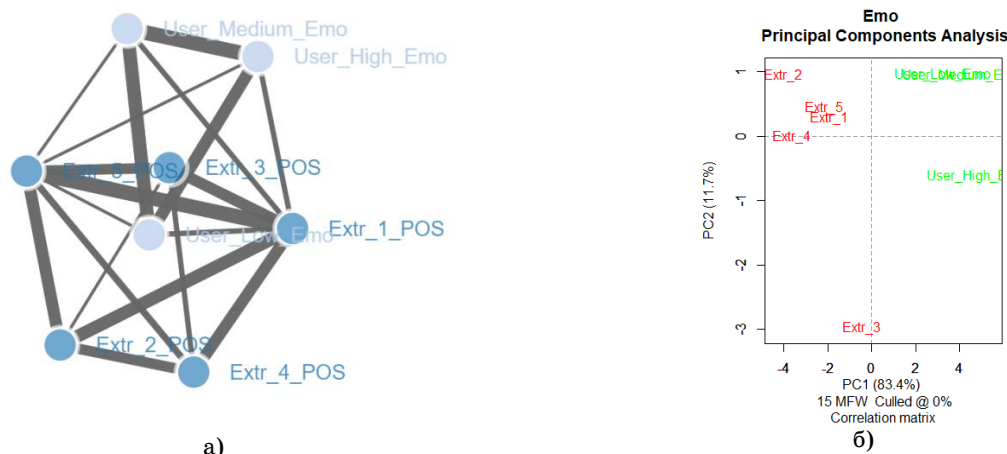 User_Medium_Emo
User_High_Emo
Extr_5_POS
Extr_3_POS
Extr_1_POS
User_Low_Emo
Extr_2_POS
Extr_4_POS
а)
Emo
Principal Components Analysis
PC2 (11.7%)
1
0
-1
-2
-3
Extr_2
User_Low_Emo
User_Medium_E
Extr_5
Extr_1
Extr_4
User_High_E
Extr_3
-4
-2
0
2
4
PC1 (83.4%)
15 MFW Culled @ 0%
Correlation matrix
б)